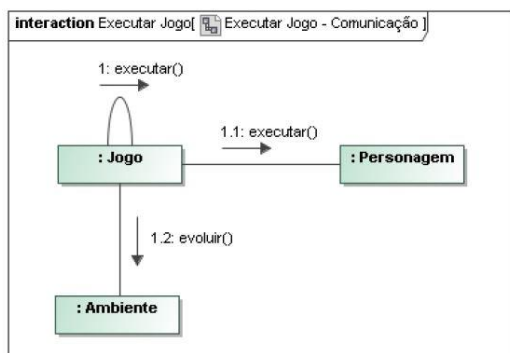 interaction Executar Jogo[ Executar Jogo - Comunicação ]
1: executar()
1.1: executar()
: Jogo
: Personagem
1.2: evoluir()
: Ambiente